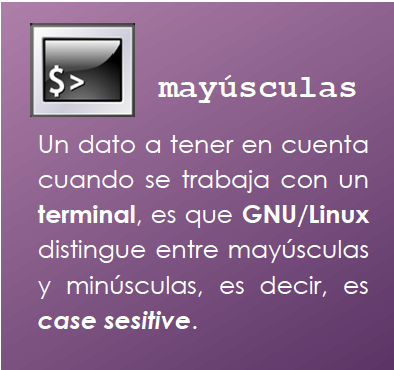 $>
mayúsculas
Un dato a tener en cuenta
cuando se trabaja con un
terminal, es que GNU/Linux
distingue entre mayúsculas
y minúsculas, es decir, es
case sesitive.